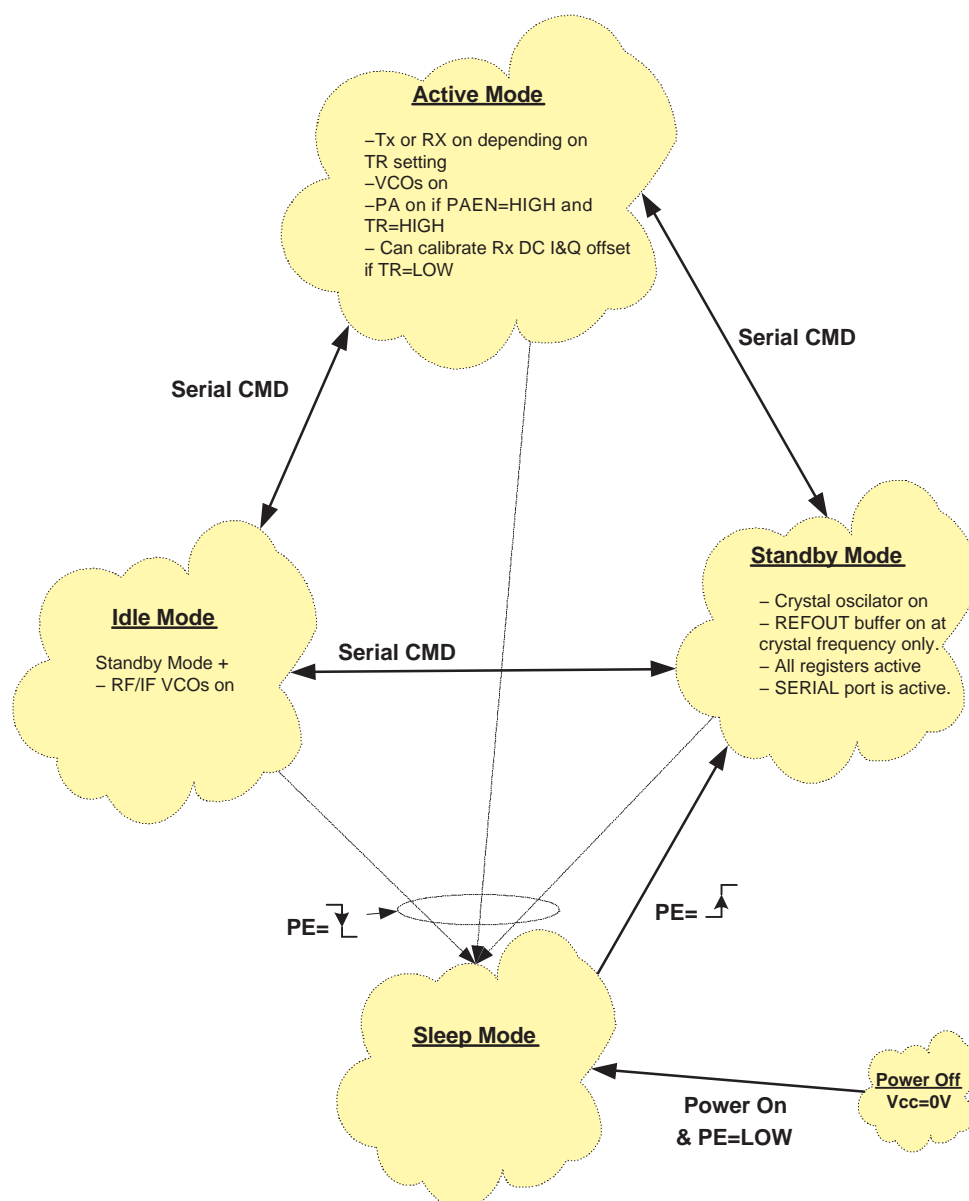 Active Mode
–Tx or RX on depending on
TR setting
–VCOs on
–PA on if PAEN=HIGH and
TR=HIGH
– Can calibrate Rx DC I&Q offset
if TR=LOW
Serial CMD
Serial CMD
Standby Mode
– Crystal oscilator on
– REFOUT buffer on at
crystal frequency only.
– All registers active
– SERIAL port is active.
Idle Mode
Standby Mode +
– RF/IF VCOs on
Serial CMD
PE=
PE=
Sleep Mode
Power Off
Vcc=0V
Power On
& PE=LOW